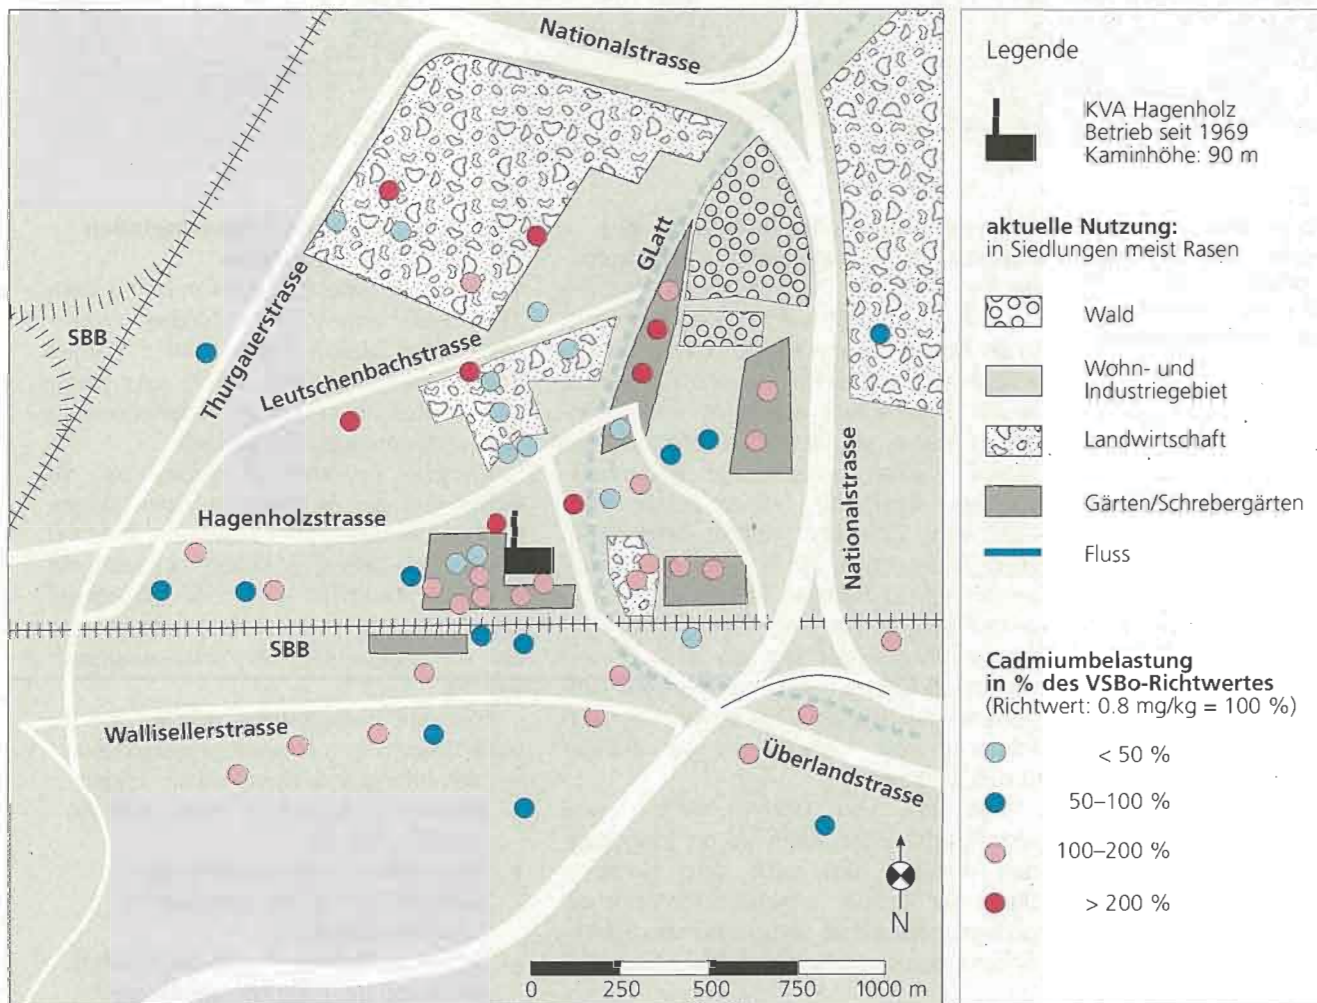 Nationalstrasse
GLatt
SBB
Thurgauerstrasse
Leutschenbachstrasse
Nationalstrasse
Hagenholzstrasse
SBB
Wallisellerstrasse
Überlandstrasse
N
0 250 500 750 1000 m
Legende
KVA Hagenholz
Betrieb seit 1969
Kaminhöhe: 90 m
aktuelle Nutzung:
in Siedlungen meist Rasen
Wald
Wohn- und
Industriegebiet
Landwirtschaft
Gärten/Schrebergärten
Fluss
Cadmiumbelastung
in % des VSBo-Richtwertes
(Richtwert: 0.8 mg/kg = 100 %)
< 50 %
50–100 %
100–200 %
> 200 %